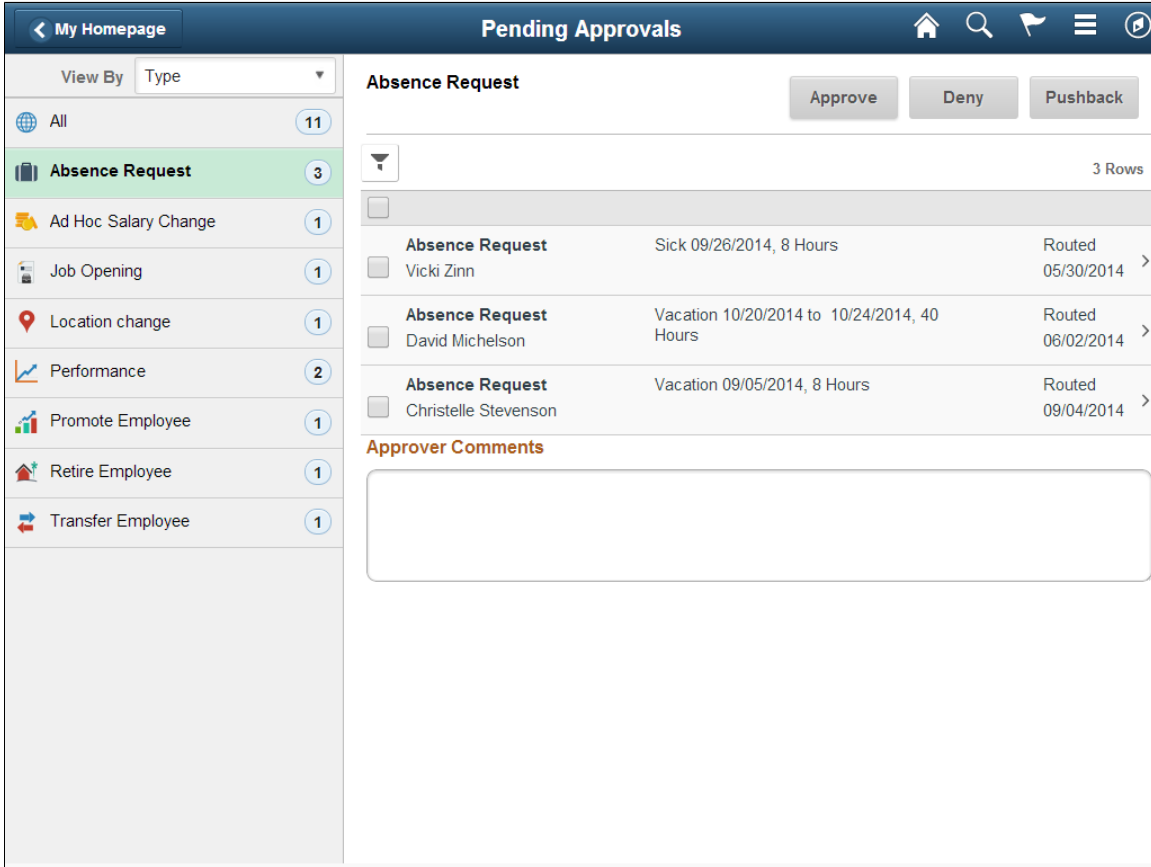 My Homepage
Pending Approvals
View By Type
All 11
Absence Request 3
Ad Hoc Salary Change 1
Job Opening 1
Location change 1
Performance 2
Promote Employee 1
Retire Employee 1
Transfer Employee 1
Absence Request
Approve Deny Pushback
3 Rows
Absence Request Sick 09/26/2014, 8 Hours Routed
Vicki Zinn 05/30/2014
Absence Request Vacation 10/20/2014 to 10/24/2014, 40 Routed
David Michelson Hours 06/02/2014
Absence Request Vacation 09/05/2014, 8 Hours Routed
Christelle Stevenson 09/04/2014
Approver Comments